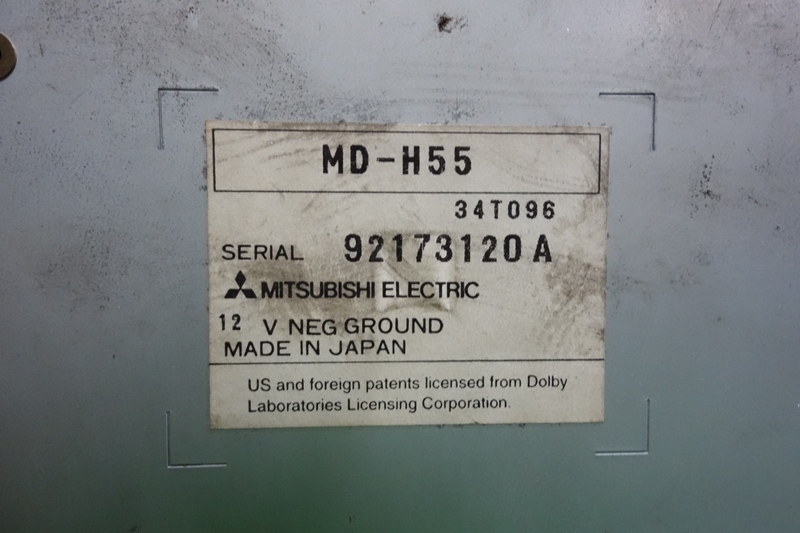 MD-H55
34T096
SERIAL 92173120A
MITSUBISHI ELECTRIC
12 V NEG GROUND
MADE IN JAPAN
US and foreign patents licensed from Dolby
Laboratories Licensing Corporation.